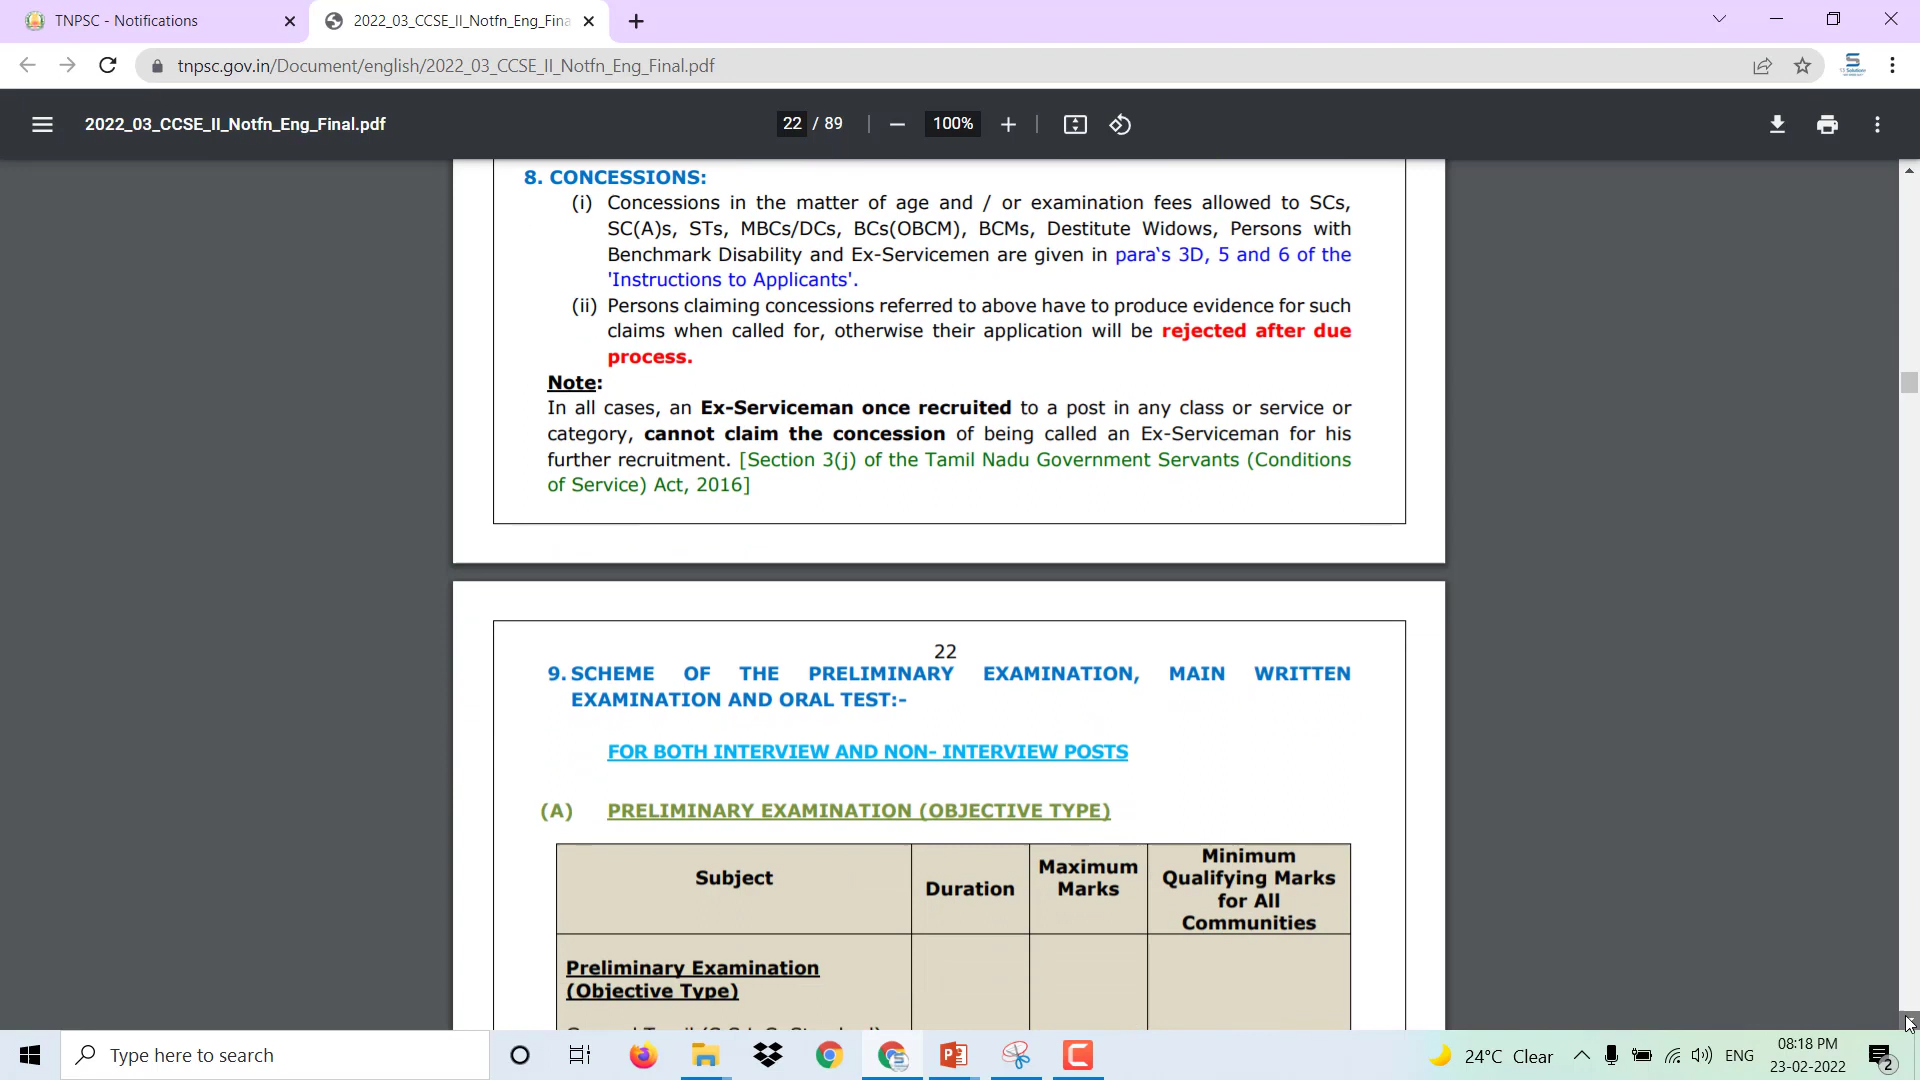 TNPSC - Notifications
2022_03_CCSE_II_Notfn_Eng_Fina
tnpsc.gov.in/Document/english/2022_03_CCSE_II_Notfn_Eng_Final.pdf
2022_03_CCSE_II_Notfn_Eng_Final.pdf
22 / 89
100%
8. CONCESSIONS:
(i) Concessions in the matter of age and / or examination fees allowed to SCs,
SC(A)s, STs, MBCs/DCs, BCs(OBCM), BCMs, Destitute Widows, Persons with
Benchmark Disability and Ex-Servicemen are given in para‛s 3D, 5 and 6 of the
'Instructions to Applicants'.
(ii) Persons claiming concessions referred to above have to produce evidence for such
claims when called for, otherwise their application will be rejected after due
process.
Note:
In all cases, an Ex-Serviceman once recruited to a post in any class or service or
category, cannot claim the concession of being called an Ex-Serviceman for his
further recruitment. [Section 3(j) of the Tamil Nadu Government Servants (Conditions
of Service) Act, 2016]
22
9. SCHEME OF THE PRELIMINARY EXAMINATION, MAIN WRITTEN
EXAMINATION AND ORAL TEST:-
FOR BOTH INTERVIEW AND NON- INTERVIEW POSTS
(A) PRELIMINARY EXAMINATION (OBJECTIVE TYPE)
Subject
Duration
Maximum
Marks
Minimum
Qualifying Marks
for All
Communities
Preliminary Examination
(Objective Type)
Type here to search
24°C Clear
ENG
08:18 PM
23-02-2022
2